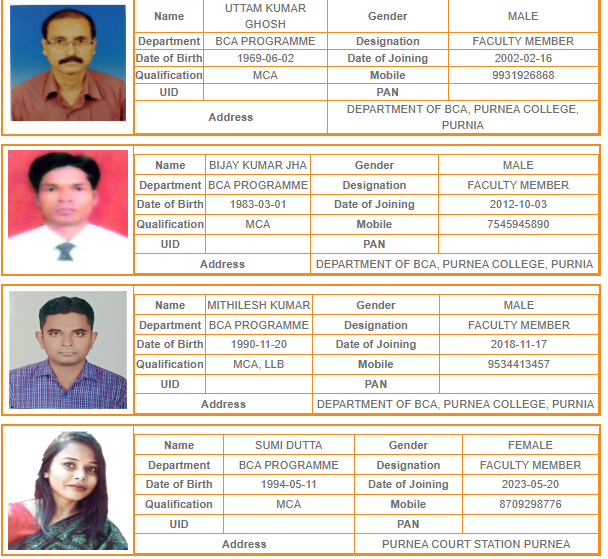 Name UTTAM KUMAR GHOSH Gender MALE
Department BCA PROGRAMME Designation FACULTY MEMBER
Date of Birth 1969-06-02 Date of Joining 2002-02-16
Qualification MCA Mobile 9931926868
UID PAN
Address DEPARTMENT OF BCA, PURNEA COLLEGE, PURNIA
Name BIJAY KUMAR JHA Gender MALE
Department BCA PROGRAMME Designation FACULTY MEMBER
Date of Birth 1983-03-01 Date of Joining 2012-10-03
Qualification MCA Mobile 7545945890
UID PAN
Address DEPARTMENT OF BCA, PURNEA COLLEGE, PURNIA
Name MITHILESH KUMAR Gender MALE
Department BCA PROGRAMME Designation FACULTY MEMBER
Date of Birth 1990-11-20 Date of Joining 2018-11-17
Qualification MCA, LLB Mobile 9534413457
UID PAN
Address DEPARTMENT OF BCA, PURNEA COLLEGE, PURNIA
Name SUMI DUTTA Gender FEMALE
Department BCA PROGRAMME Designation FACULTY MEMBER
Date of Birth 1994-05-11 Date of Joining 2023-05-20
Qualification MCA Mobile 8709298776
UID PAN
Address PURNEA COURT STATION PURNEA